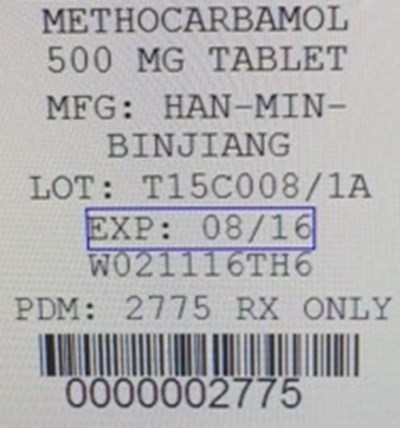 METHOCARBAMOL
500 MG TABLET
MFG: HAN-MIN-
BINJIANG
LOT: T15C008/1A
EXP: 08/16
W021116TH6
PDM: 2775 RX ONLY
0000002775